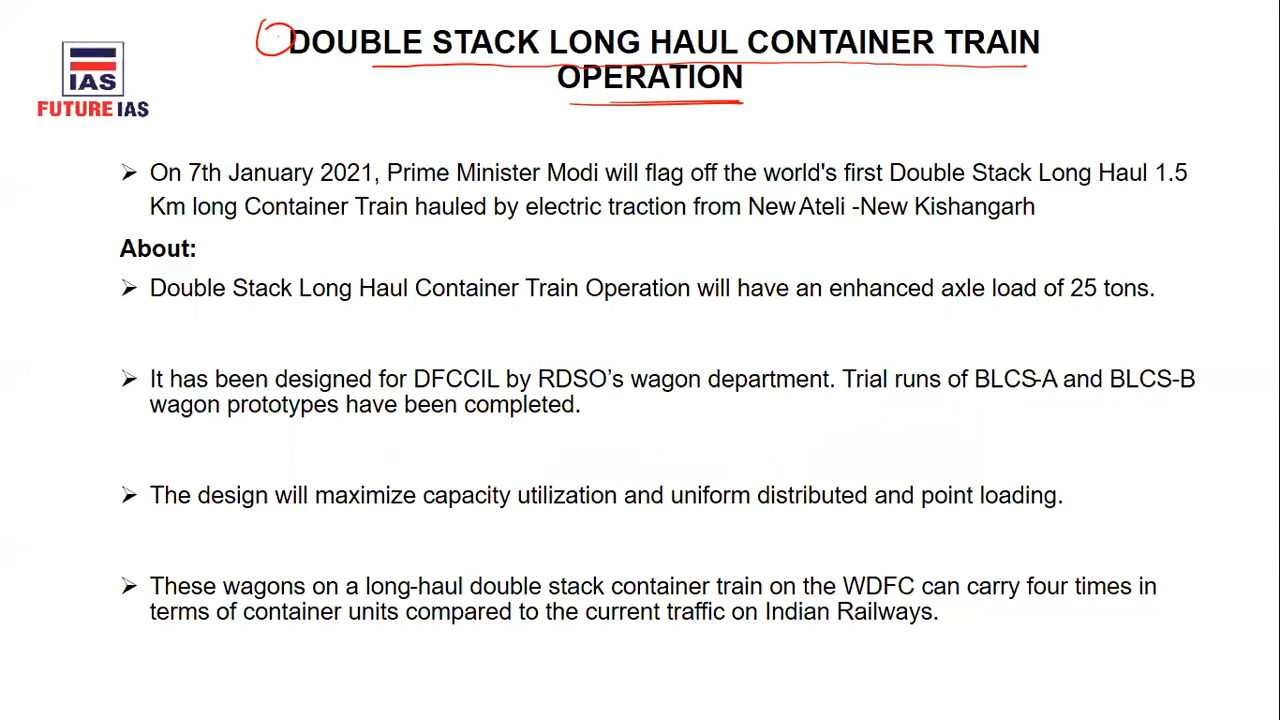 DOUBLE STACK LONG HAUL CONTAINER TRAIN
OPERATION
IAS
FUTURE IAS
➢ On 7th January 2021, Prime Minister Modi will flag off the world's first Double Stack Long Haul 1.5
Km long Container Train hauled by electric traction from New Ateli -New Kishangarh
About:
➢ Double Stack Long Haul Container Train Operation will have an enhanced axle load of 25 tons.
➢ It has been designed for DFCCIL by RDSO’s wagon department. Trial runs of BLCS-A and BLCS-B
wagon prototypes have been completed.
➢ The design will maximize capacity utilization and uniform distributed and point loading.
➢ These wagons on a long-haul double stack container train on the WDFC can carry four times in
terms of container units compared to the current traffic on Indian Railways.